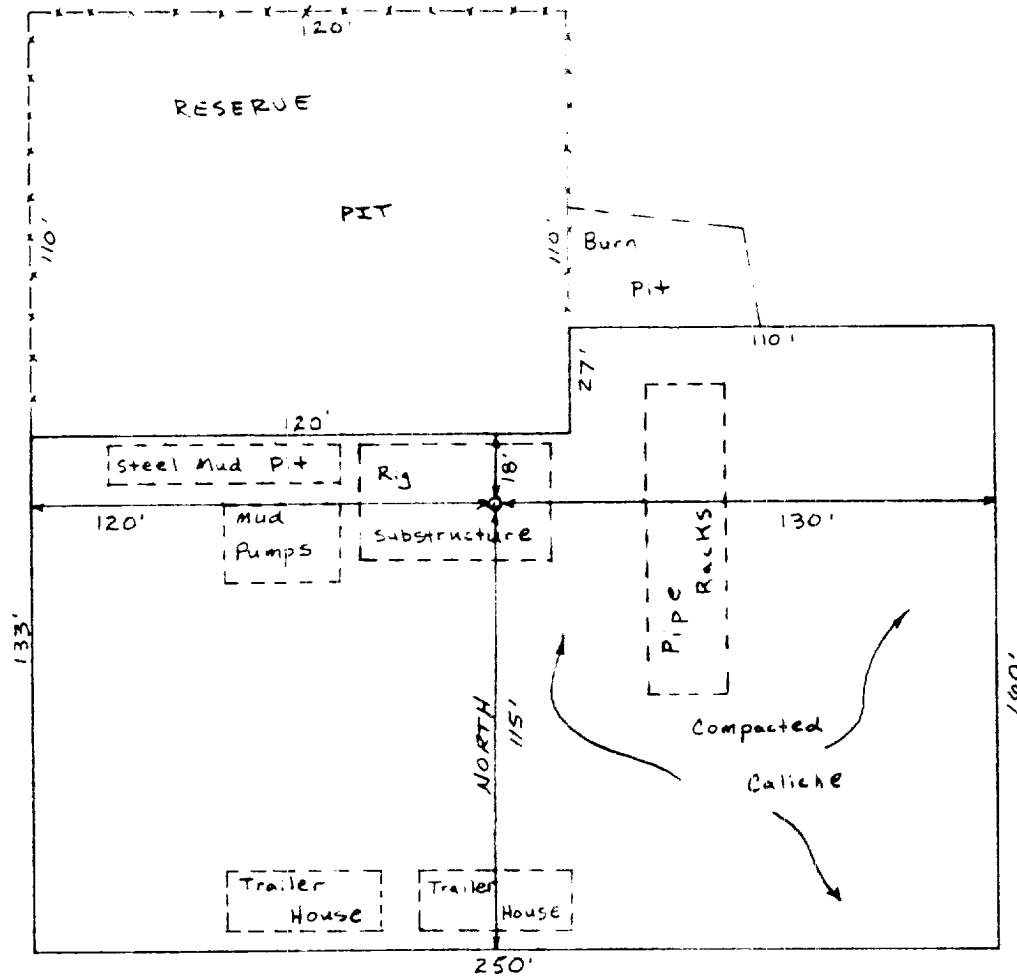 120'
RESERVE
PIT
110'
110'
Burn
Pit
110'
27'
120'
Steel Mud Pit
Rig
18'
120'
Mud
Pumps
Substructure
130'
Pipe
Racks
133'
160'
NORTH
115'
Compacted
Caliche
Trailer
House
Trailer
House
250'